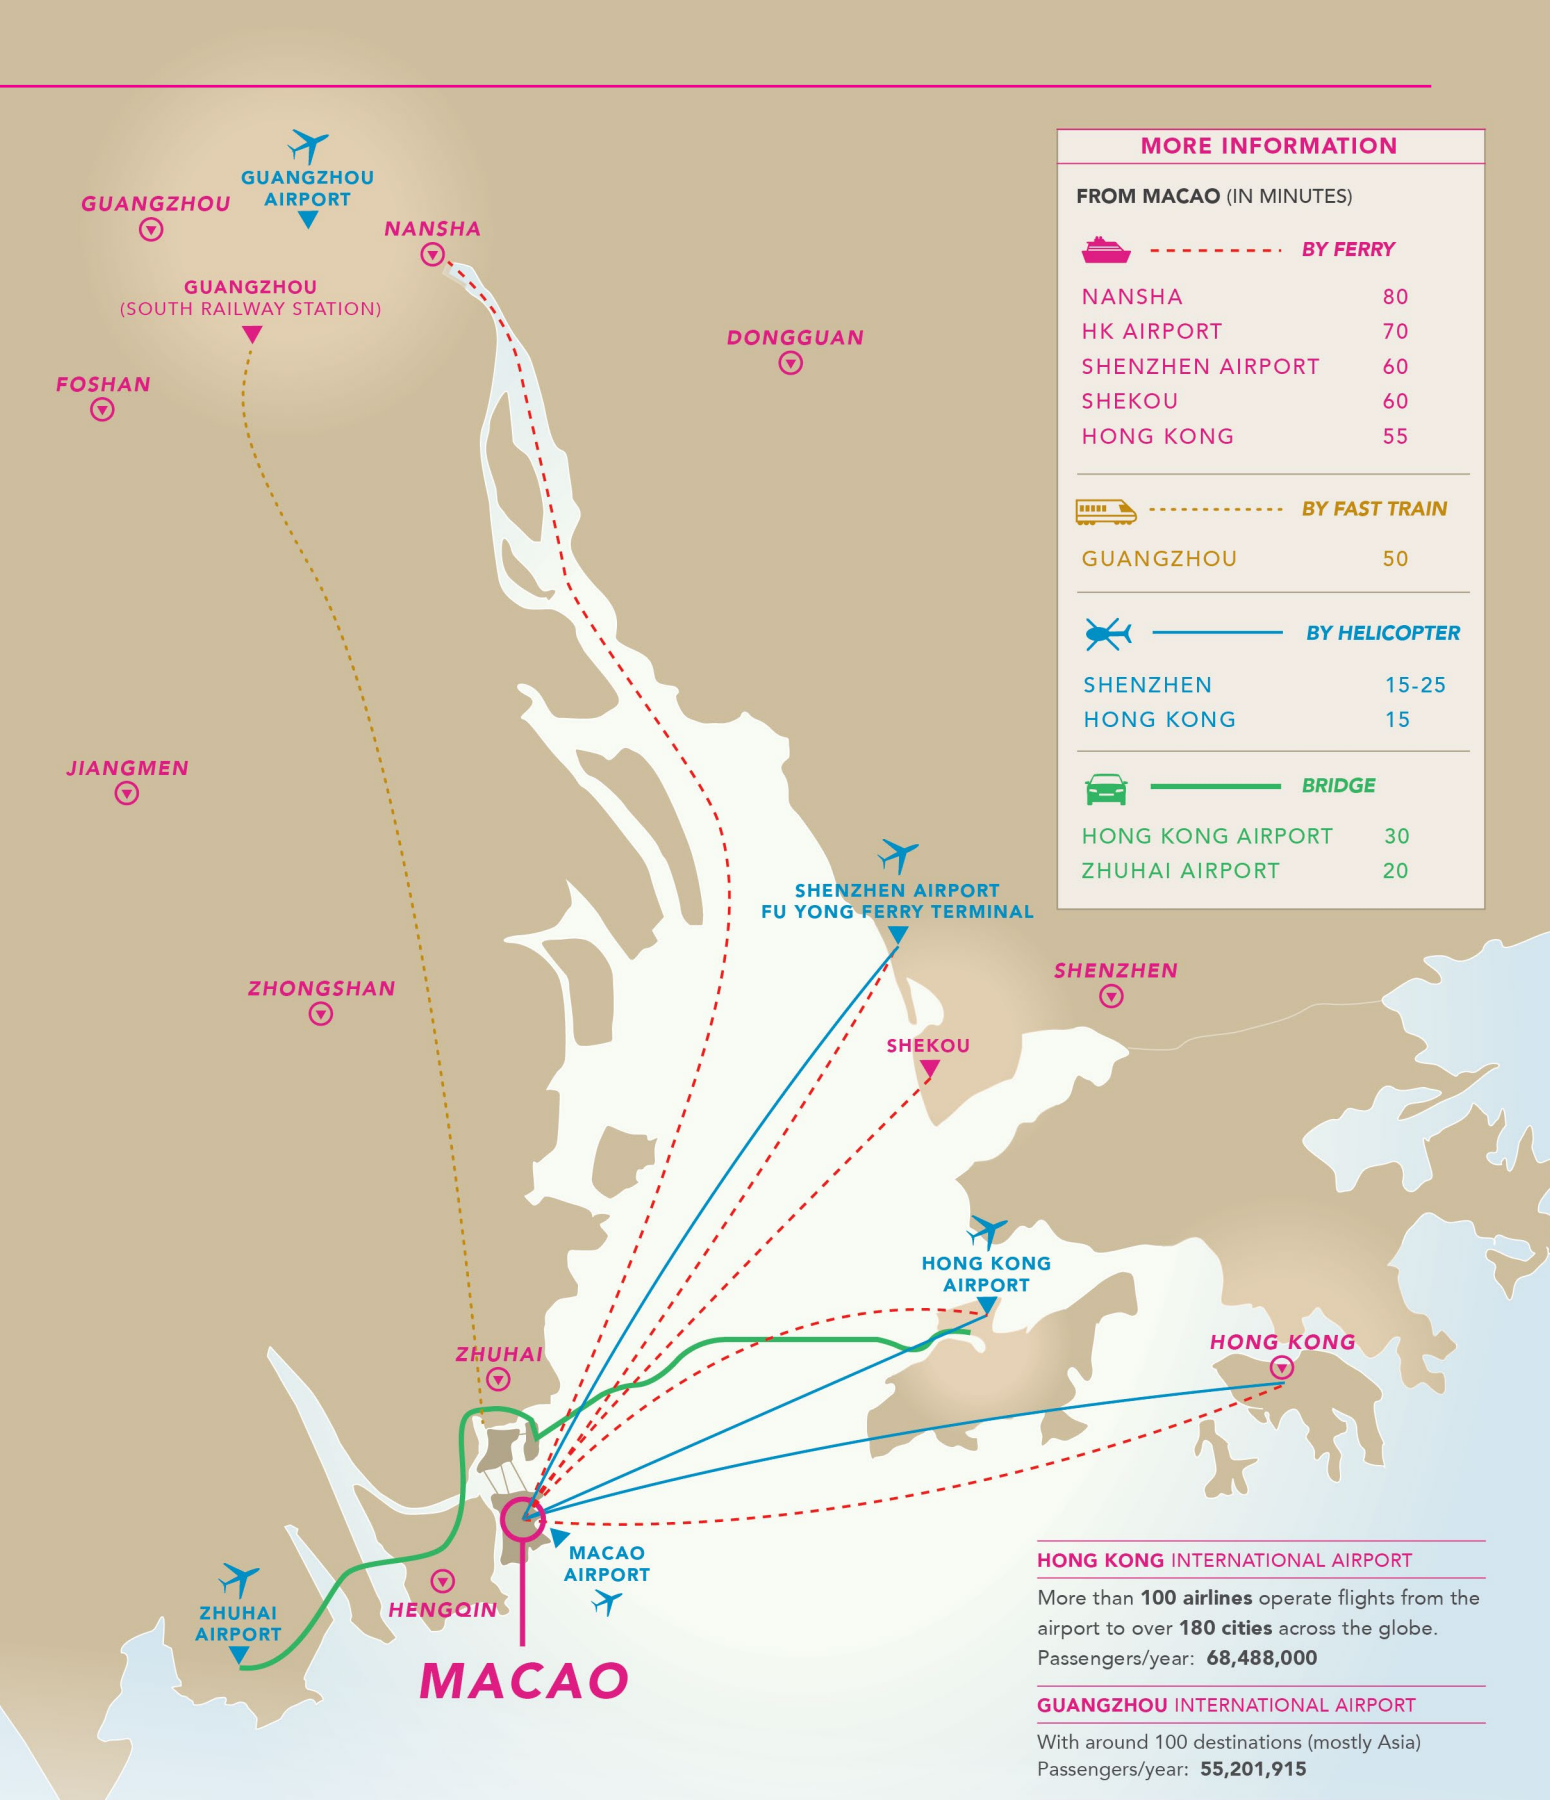 GUANGZHOU
AIRPORT
GUANGZHOU
NANSHA
GUANGZHOU
(SOUTH RAILWAY STATION)
FOSHAN
DONGGUAN
JIANGMEN
ZHONGSHAN
SHENZHEN AIRPORT
FU YONG FERRY TERMINAL
SHENZHEN
SHEKOU
HONG KONG
AIRPORT
HONG KONG
ZHUHAI
MACAO
AIRPORT
HENGQIN
ZHUHAI
AIRPORT
MACAO
MORE INFORMATION
FROM MACAO (IN MINUTES)
BY FERRY
NANSHA 80
HK AIRPORT 70
SHENZHEN AIRPORT 60
SHEKOU 60
HONG KONG 55
BY FAST TRAIN
GUANGZHOU 50
BY HELICOPTER
SHENZHEN 15-25
HONG KONG 15
BRIDGE
HONG KONG AIRPORT 30
ZHUHAI AIRPORT 20
HONG KONG INTERNATIONAL AIRPORT
More than 100 airlines operate flights from the
airport to over 180 cities across the globe.
Passengers/year: 68,488,000
GUANGZHOU INTERNATIONAL AIRPORT
With around 100 destinations (mostly Asia)
Passengers/year: 55,201,915